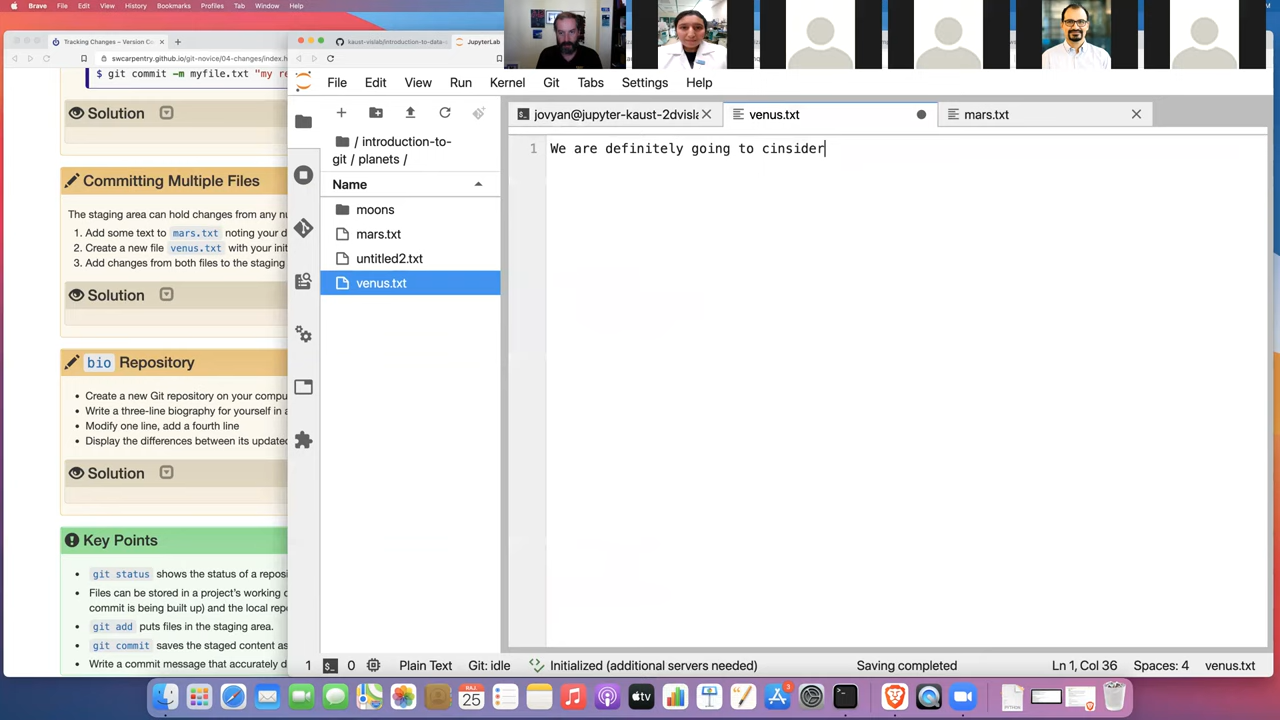 Brave File Edit View History Bookmarks Profiles Tab Window Help
Tracking Changes – Version C
swcarpentry.github.io/git-novice/04-changes/index.h
kaust-vislab/introduction-to-data-
JupyterLab
$ git commit -m myfile.txt "my re
Solution
Committing Multiple Files
The staging area can hold changes from any nu
1. Add some text to mars.txt noting your d
2. Create a new file venus.txt with your init
3. Add changes from both files to the staging
Solution
bio Repository
Create a new Git repository on your compu
Write a three-line biography for yourself in a
Modify one line, add a fourth line
Display the differences between its updated
Solution
Key Points
git status shows the status of a reposi
Files can be stored in a project's working d
commit is being built up) and the local repo
git add puts files in the staging area.
git commit saves the staged content as
Write a commit message that accurately d
File Edit View Run Kernel Git Tabs Settings Help
/ introduction-to-
git / planets /
Name
moons
mars.txt
untitled2.txt
venus.txt
jovyan@jupyter-kaust-2dvisla
venus.txt
mars.txt
1 We are definitely going to cinsider
1 0 Plain Text Git: idle Initialized (additional servers needed) Saving completed Ln 1, Col 36 Spaces: 4 venus.txt
25
tv
3